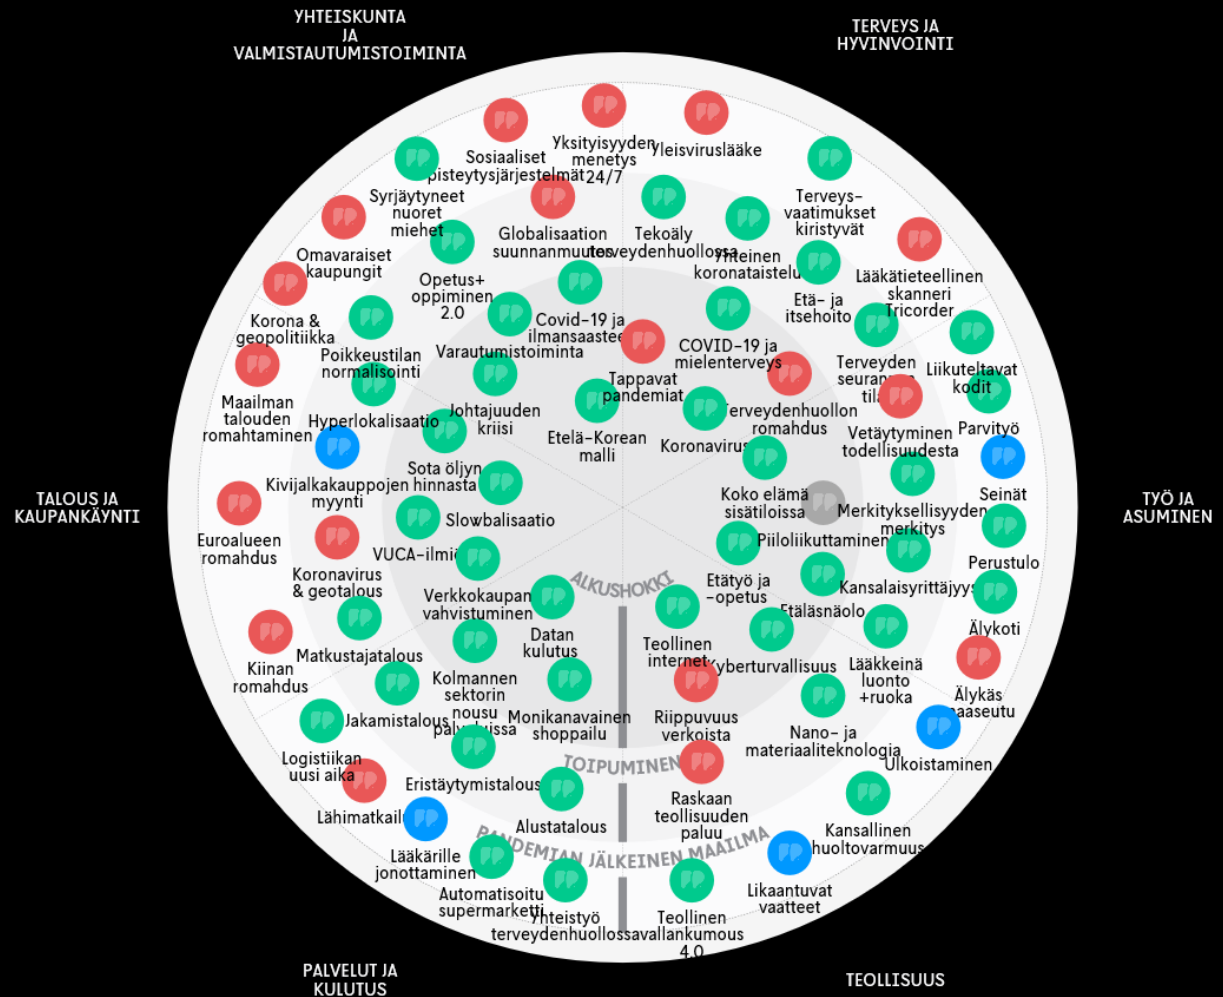 YHTEISKUNTA
JA
VALMISTAUTUMISTOIMINTA
TERVEYS JA
HYVINVOINTI
TYÖ JA
ASUMINEN
TEOLLISUUS
PALVELUT JA
KULUTUS
TALOUS JA
KAUPANKÄYNTI
Yksityisyyden
menetys
24/7
Yleisviruslääke
Sosiaaliset
pisteytysjärjestelmät
Syrjäytyneet
nuoret
miehet
Terveys-
vaatimukset
kiristyvät
Omavaraiset
kaupungit
Globalisaation
suunnanmuutos
Tekoäly
terveydenhuollossa
Yhteinen
koronataistelu
Lääkätieteellinen
skanneri
Tricorder
Opetus+
oppiminen
2.0
Etä- ja
itsehoito
Korona &
geopolitiikka
Covid-19 ja
ilmansaasteet
Poikkeustilan
normalisointi
Varautumistoiminta
COVID-19 ja
mielenterveys
Terveyden
seurannan
tila
Liikuteltavat
kodit
Tappavat
pandemiat
Maailman
talouden
romahtaminen
Hyperlokalisaatio
Johtajuuden
kriisi
Terveydenhuollon
romahdus
Parvityö
Etelä-Korean
malli
Koronavirus
Vetäytyminen
todellisuudesta
Sota öljyn
hinnasta
Kivijalkakauppojen
myynti
Koko elämä
sisätiloissa
Seinät
Merkityksellisyyden
merkitys
Slowbalisaatio
Euroalueen
romahdus
VUCA-ilmiö
Piiloliikuttaminen
Perustulo
Koronavirus
& geotalous
Etätyö ja
-opetus
Kansalaisyrittäjyys
Verkkokaupan
vahvistuminen
Etäläsnäolo
Älykoti
ALKUSHOKKI
Datan
kulutus
Teollinen
internet
Matkustajatalous
Kyberturvallisuus
Lääkkeinä
luonto
+ruoka
Kiinan
romahdus
Kolmannen
sektorin
nousu
palveluissa
Älykäs
maaseutu
Jakamistalous
Monikanavainen
shoppailu
Riippuvuus
verkoista
Nano- ja
materiaaliteknologia
Logistiikan
uusi aika
Ulkoistaminen
TOIPUMINEN
Eristäytymistalous
Raskaan
teollisuuden
paluu
Lähimatkailu
Alustatalous
Kansallinen
huoltovarmuus
PANDEMIAN JÄLKEINEN MAAILMA
Lääkärille
jonottaminen
Likaantuvat
vaatteet
Automatisoitu
supermarketti
Yhteistyö
terveydenhuollossa
Teollinen
vallankumous
4.0